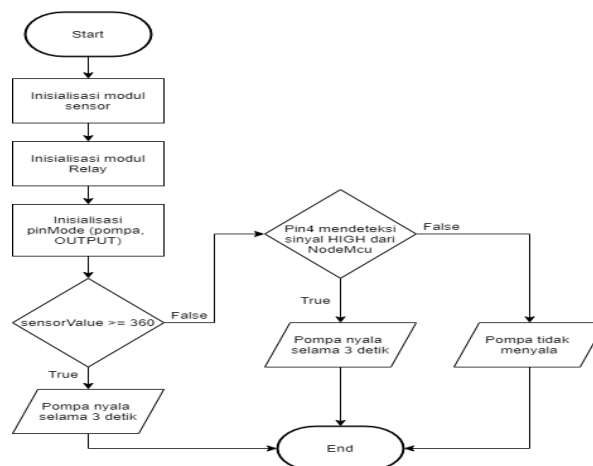 Start
Inisialisasi modul
sensor
Inisialisasi modul
Relay
Inisialisasi
pinMode (pompa,
OUTPUT)
sensorValue >= 360
False
True
Pompa nyala
selama 3 detik
Pin4 mendeteksi
sinyal HIGH dari
NodeMcu
False
True
Pompa nyala
selama 3 detik
Pompa tidak
menyala
End